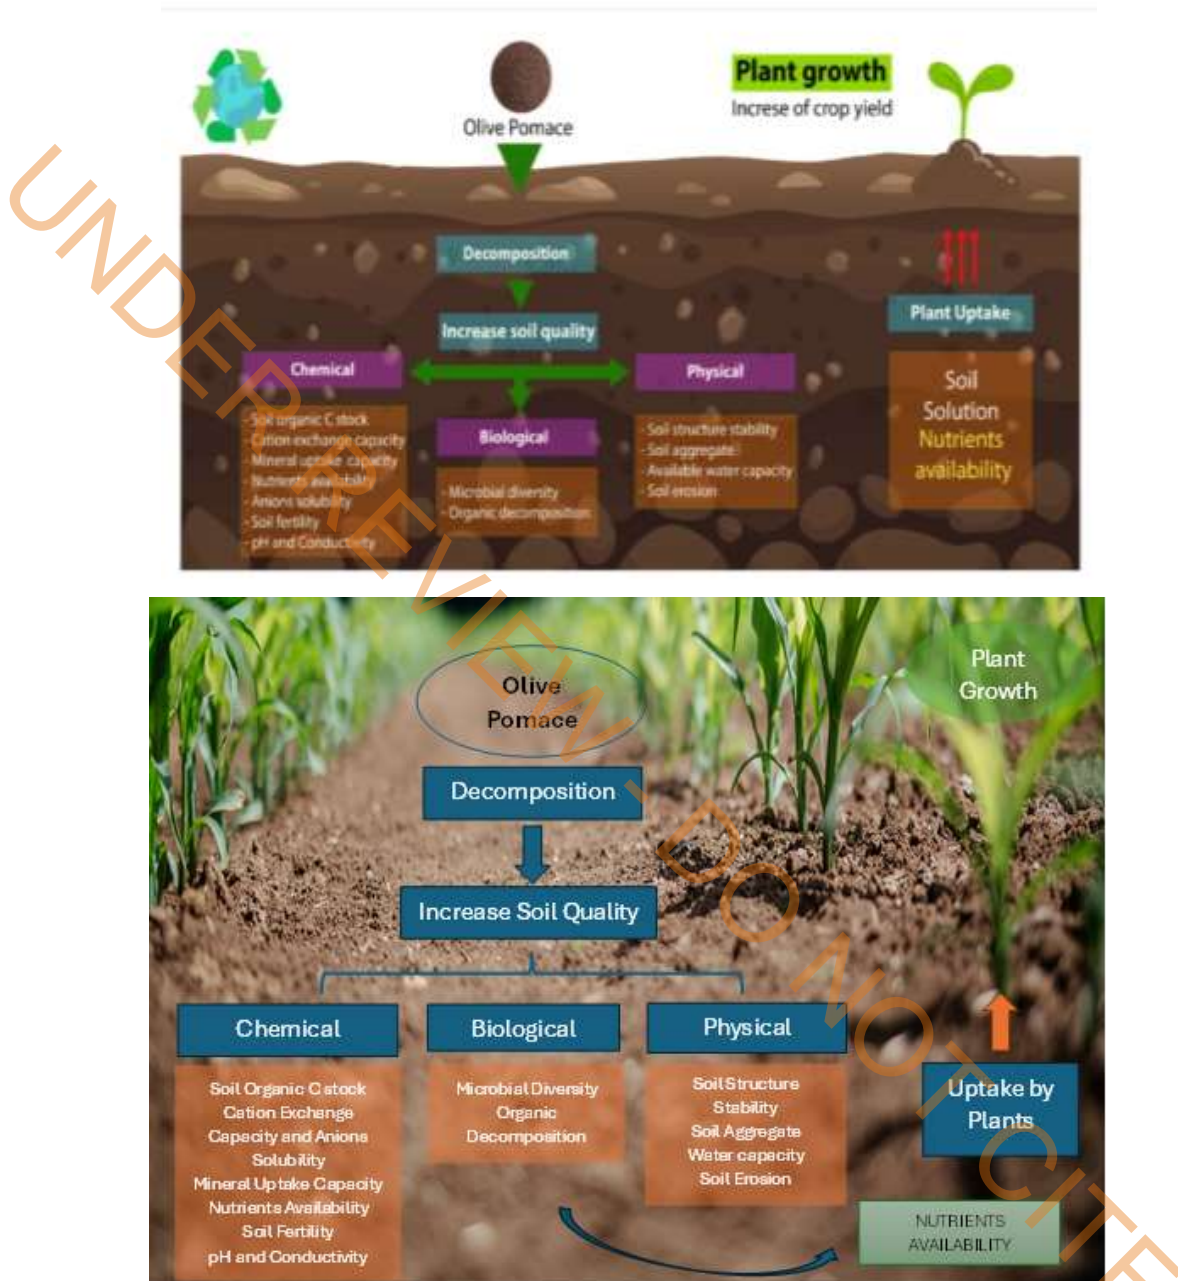 Plant growth
Increse of crop yield
Olive Pomace
Decomposition
Increase soil quality
Chemical
- Soil organic C stock
- Cation exchange capacity
- Mineral uptake capacity
- Nutrients availability
- Anions solubility
- Soil fertility
- pH and Conductivity
Biological
- Microbial diversity
- Organic decomposition
Physical
- Soil structure stability
- Soil aggregate
- Available water capacity
- Soil erosion
Plant Uptake
Soil
Solution
Nutrients
availability
Olive
Pomace
Plant
Growth
Decomposition
Increase Soil Quality
Chemical
Soil Organic C stock
Cation Exchange
Capacity and Anions
Solubility
Mineral Uptake Capacity
Nutrients Availability
Soil Fertility
pH and Conductivity
Biological
Microbial Diversity
Organic
Decomposition
Physical
Soil Structure
Stability
Soil Aggregate
Water capacity
Soil Erosion
Uptake by
Plants
NUTRIENTS
AVAILABILITY
UNDER REVIEW - DO NOT CITE